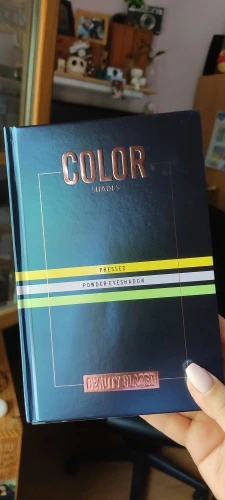 COLOR
SHADES
PRESSED
POWDER EYESHADOW
BEAUTY GLAZED